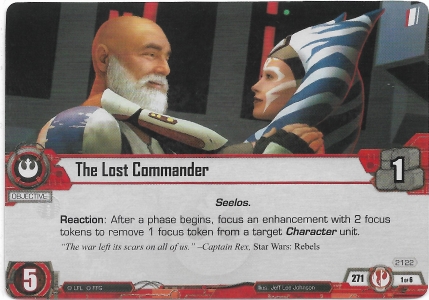 The Lost Commander
1
OBJECTIVE
Seelos.
Reaction: After a phase begins, focus an enhancement with 2 focus
tokens to remove 1 focus token from a target Character unit.
"The war left its scars on all of us." –Captain Rex, Star Wars: Rebels
2122
5
© LFL © FFG
Illus. Jeff Lee Johnson
271
1 of 6